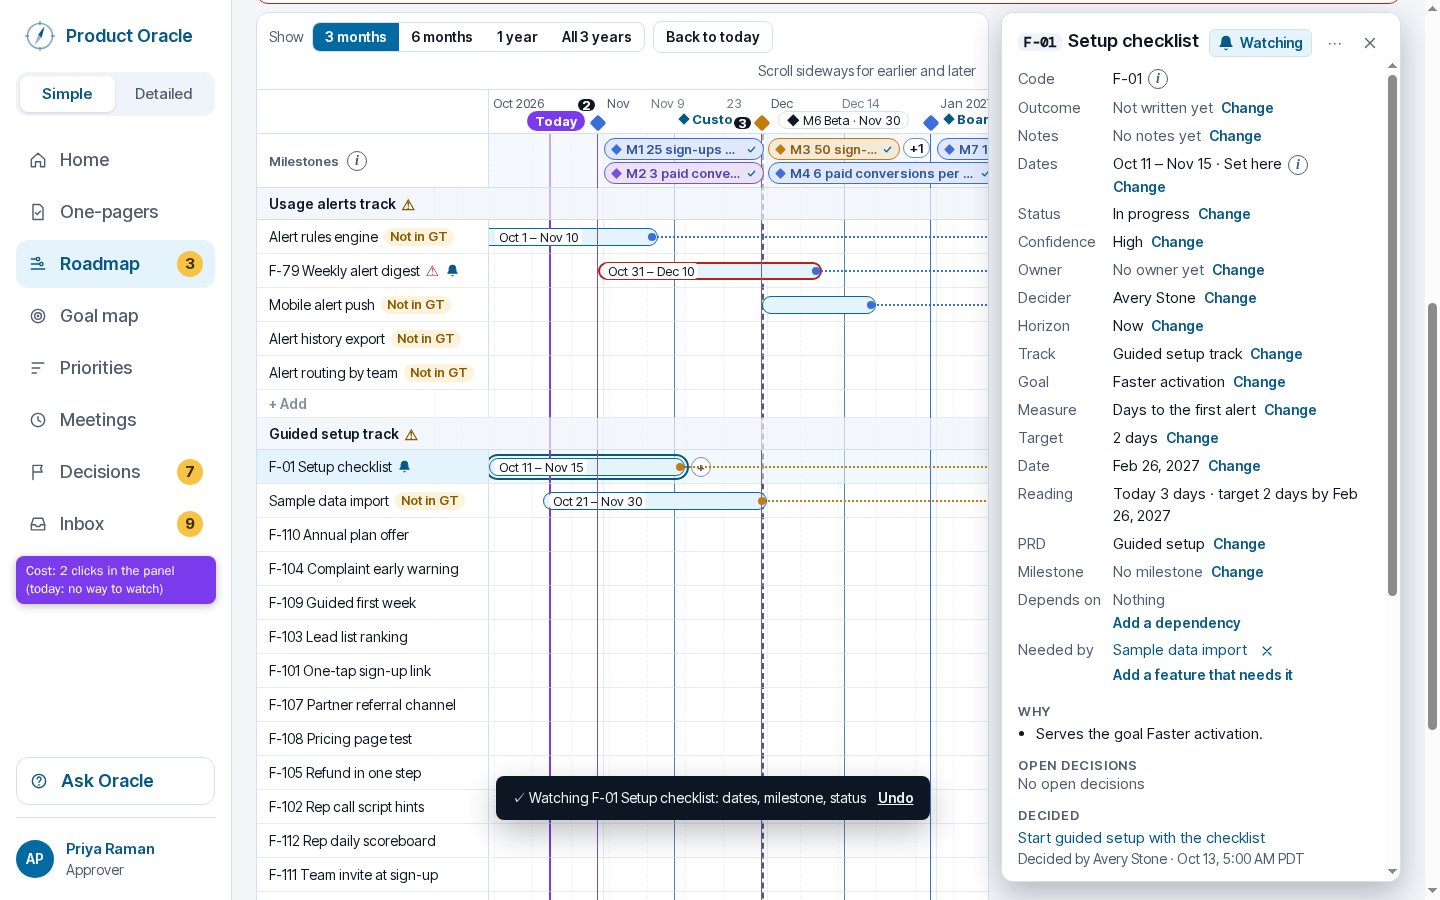 Product Oracle
Simple
Detailed
Home
One-pagers
Roadmap
3
Goal map
Priorities
Meetings
Decisions
7
Inbox
9
Cost: 2 clicks in the panel
(today: no way to watch)
Ask Oracle
AP
Priya Raman
Approver
Show
3 months
6 months
1 year
All 3 years
Back to today
Scroll sideways for earlier and later
Oct 2026
2
Nov
Nov 9
23
Dec
Dec 14
Jan 2027
Today
Custo
3
M6 Beta · Nov 30
Boar
Milestones
i
M1 25 sign-ups ...
M3 50 sign-...
+1
M7 1
M2 3 paid conve...
M4 6 paid conversions per ...
Usage alerts track
Alert rules engine
Not in GT
Oct 1 – Nov 10
F-79 Weekly alert digest
Oct 31 – Dec 10
Mobile alert push
Not in GT
Alert history export
Not in GT
Alert routing by team
Not in GT
+ Add
Guided setup track
F-01 Setup checklist
Oct 11 – Nov 15
+
Sample data import
Not in GT
Oct 21 – Nov 30
F-110 Annual plan offer
F-104 Complaint early warning
F-109 Guided first week
F-103 Lead list ranking
F-101 One-tap sign-up link
F-107 Partner referral channel
F-108 Pricing page test
F-105 Refund in one step
F-102 Rep call script hints
F-112 Rep daily scoreboard
F-111 Team invite at sign-up
✓ Watching F-01 Setup checklist: dates, milestone, status
Undo
F-01 Setup checklist
Watching
...
Code
F-01
i
Outcome
Not written yet
Change
Notes
No notes yet
Change
Dates
Oct 11 – Nov 15 · Set here
i
Change
Status
In progress
Change
Confidence
High
Change
Owner
No owner yet
Change
Decider
Avery Stone
Change
Horizon
Now
Change
Track
Guided setup track
Change
Goal
Faster activation
Change
Measure
Days to the first alert
Change
Target
2 days
Change
Date
Feb 26, 2027
Change
Reading
Today 3 days · target 2 days by Feb
26, 2027
PRD
Guided setup
Change
Milestone
No milestone
Change
Depends on
Nothing
Add a dependency
Needed by
Sample data import
Add a feature that needs it
WHY
• Serves the goal Faster activation.
OPEN DECISIONS
No open decisions
DECIDED
Start guided setup with the checklist
Decided by Avery Stone · Oct 13, 5:00 AM PDT